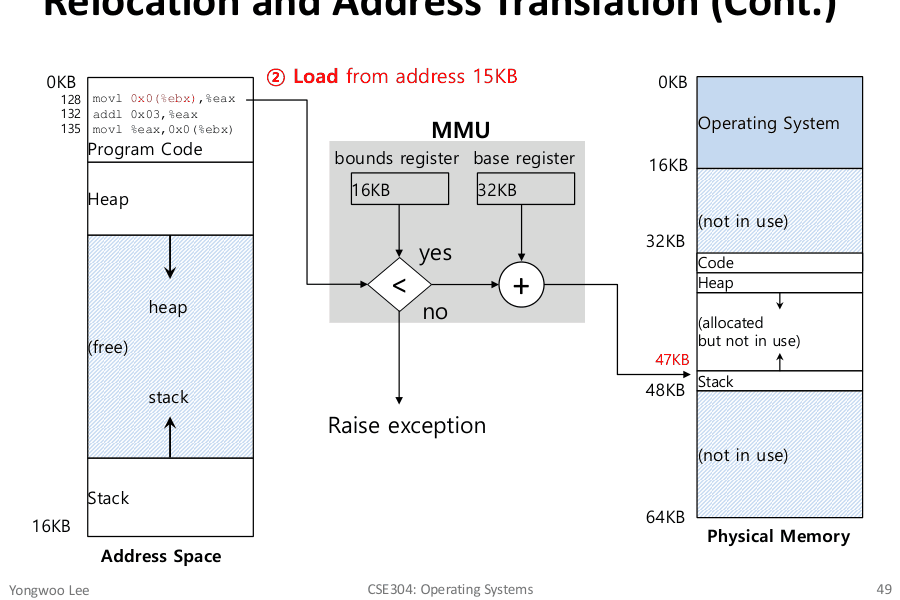 Relocation and Address Translation (Cont.)
② Load from address 15KB
0KB
128 movl 0x0(%ebx),%eax
132 addl 0x03,%eax
135 movl %eax,0x0(%ebx)
Program Code
Heap
heap
(free)
stack
Stack
16KB
Address Space
MMU
bounds register
base register
16KB
32KB
yes
<
+
no
Raise exception
0KB
Operating System
16KB
(not in use)
32KB
Code
Heap
(allocated
but not in use)
47KB
Stack
48KB
(not in use)
64KB
Physical Memory
Yongwoo Lee
CSE304: Operating Systems
49